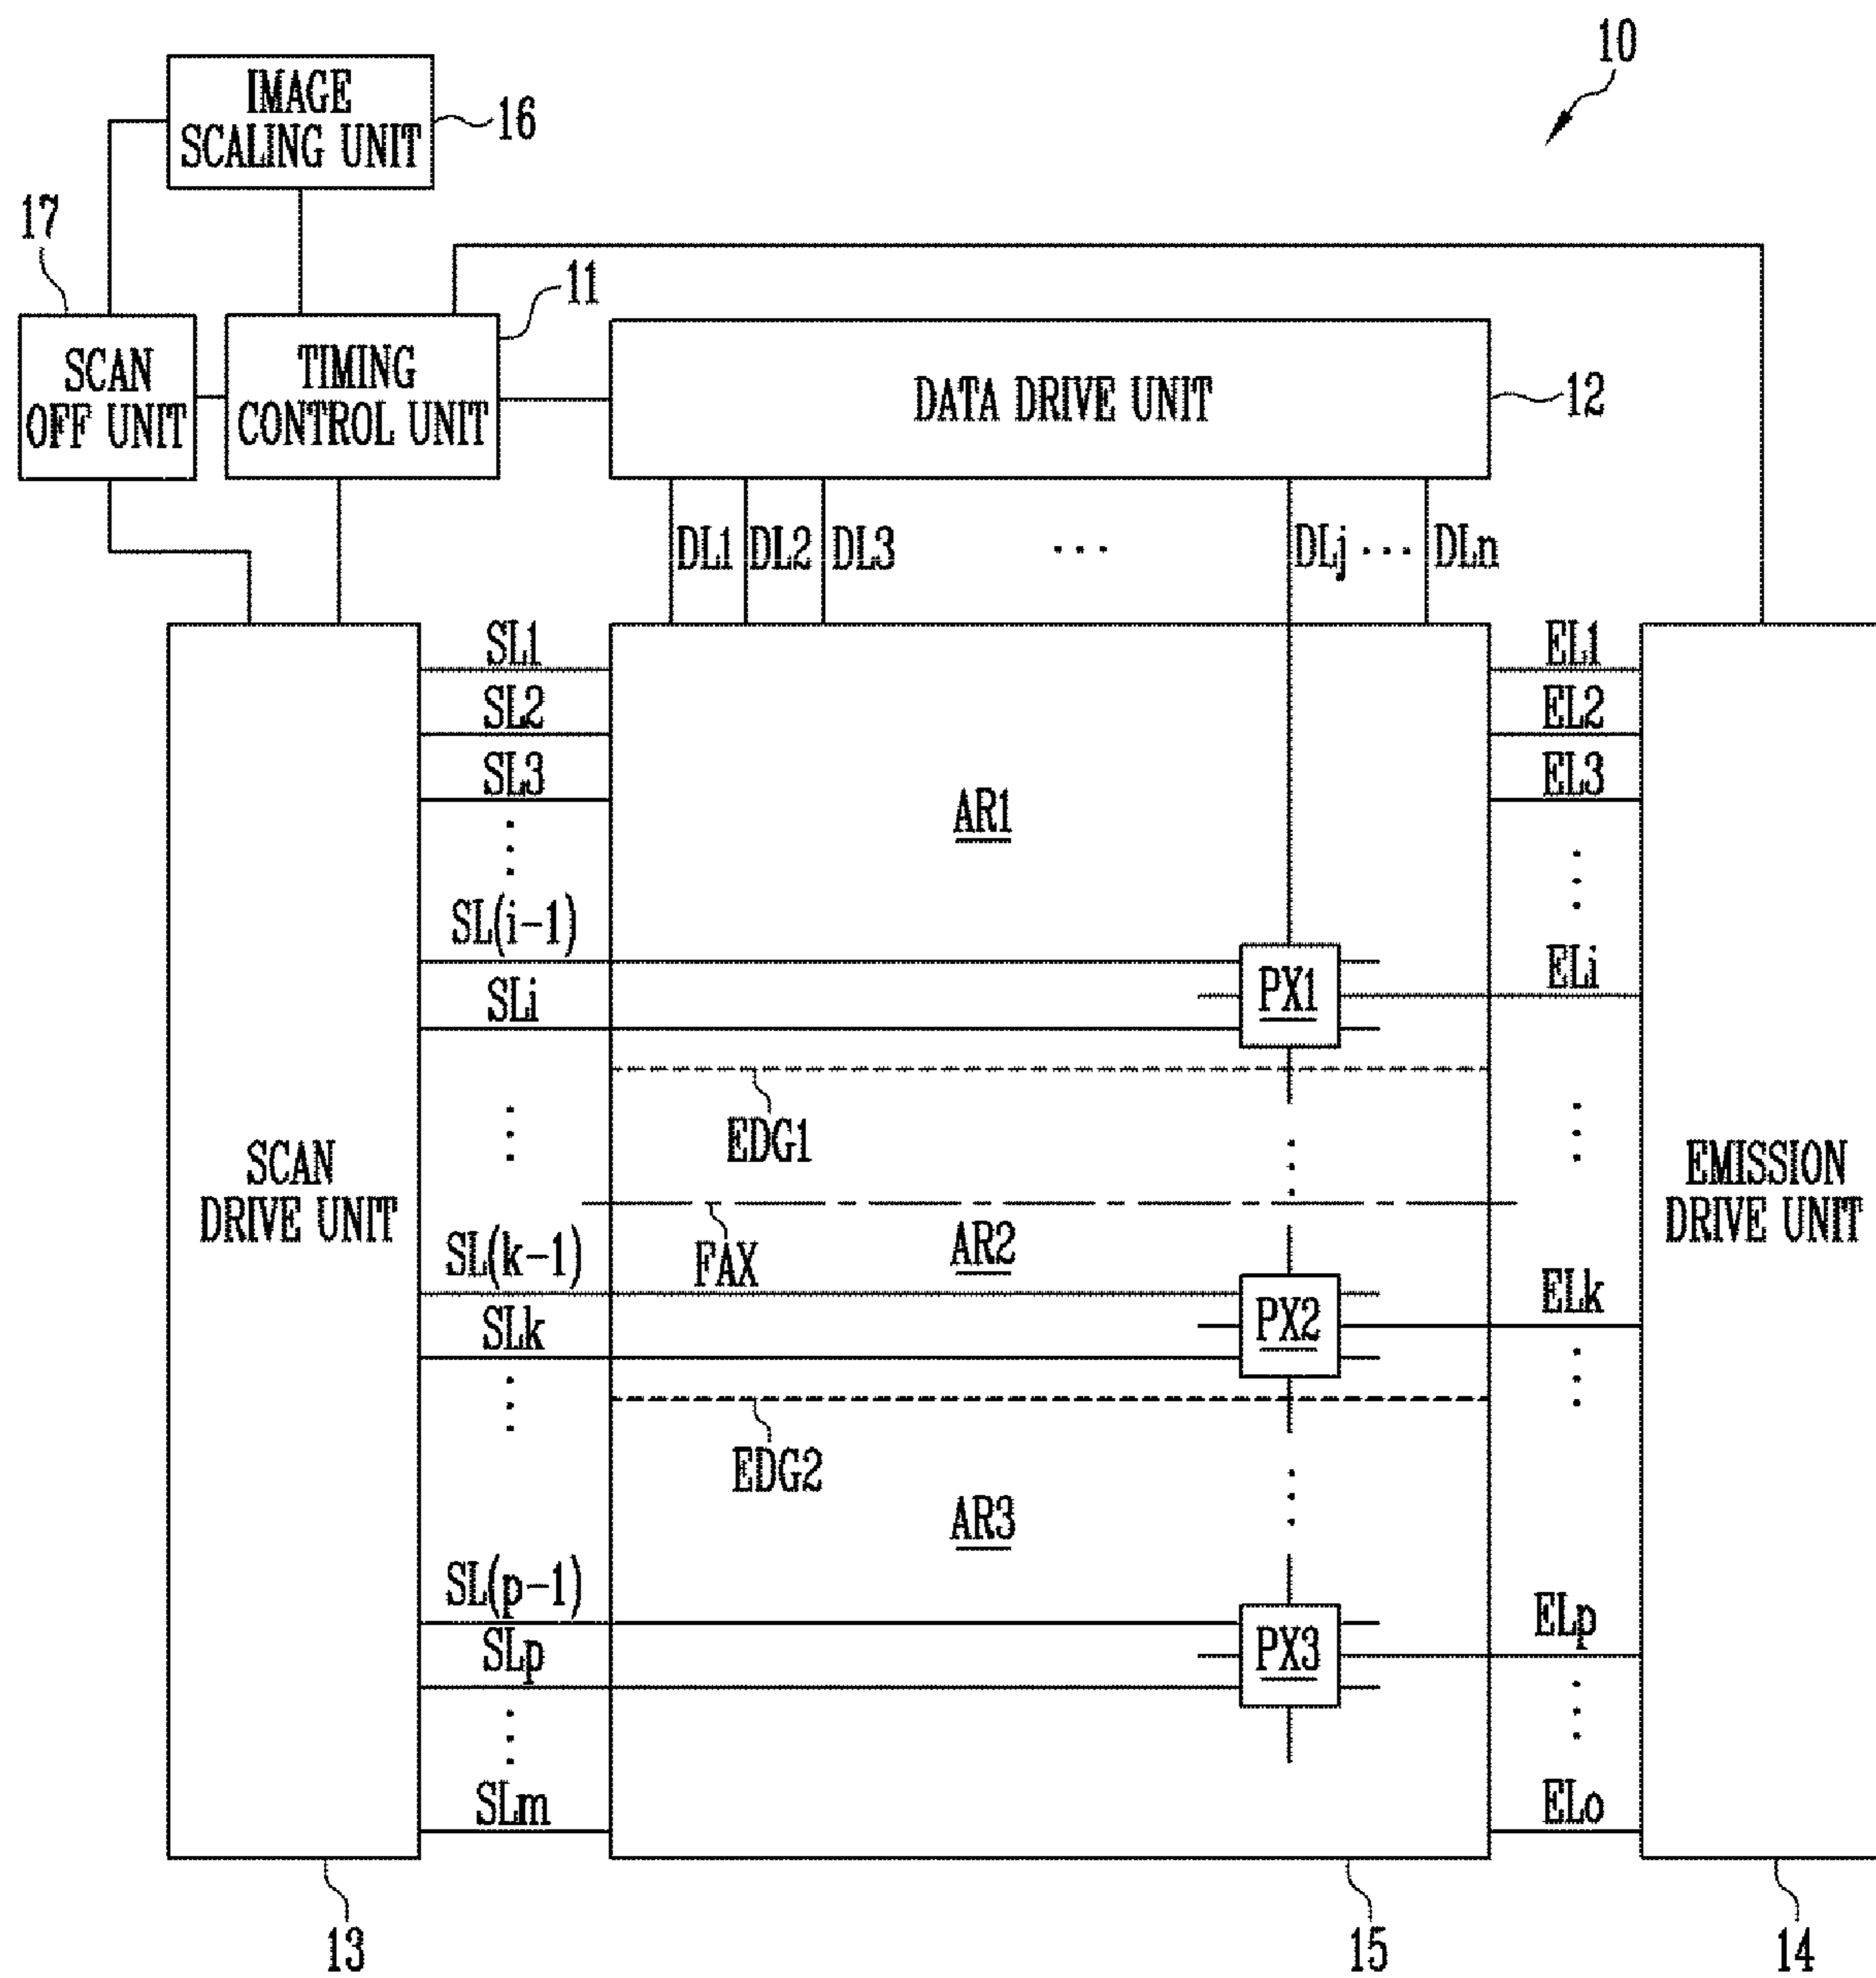 10
IMAGE
SCALING UNIT
16
17
11
SCAN
OFF UNIT
TIMING
CONTROL UNIT
DATA DRIVE UNIT
12
DL1 DL2 DL3 ... DLj ... DLn
SL1
EL1
SL2
EL2
SL3
EL3
AR1
SL(i-1)
SLi
PX1
ELi
EDG1
SCAN
DRIVE UNIT
EMISSION
DRIVE UNIT
SL(k-1)
FAX
AR2
SLk
PX2
ELk
EDG2
AR3
SL(p-1)
SLp
PX3
ELp
SLm
ELo
13
15
14